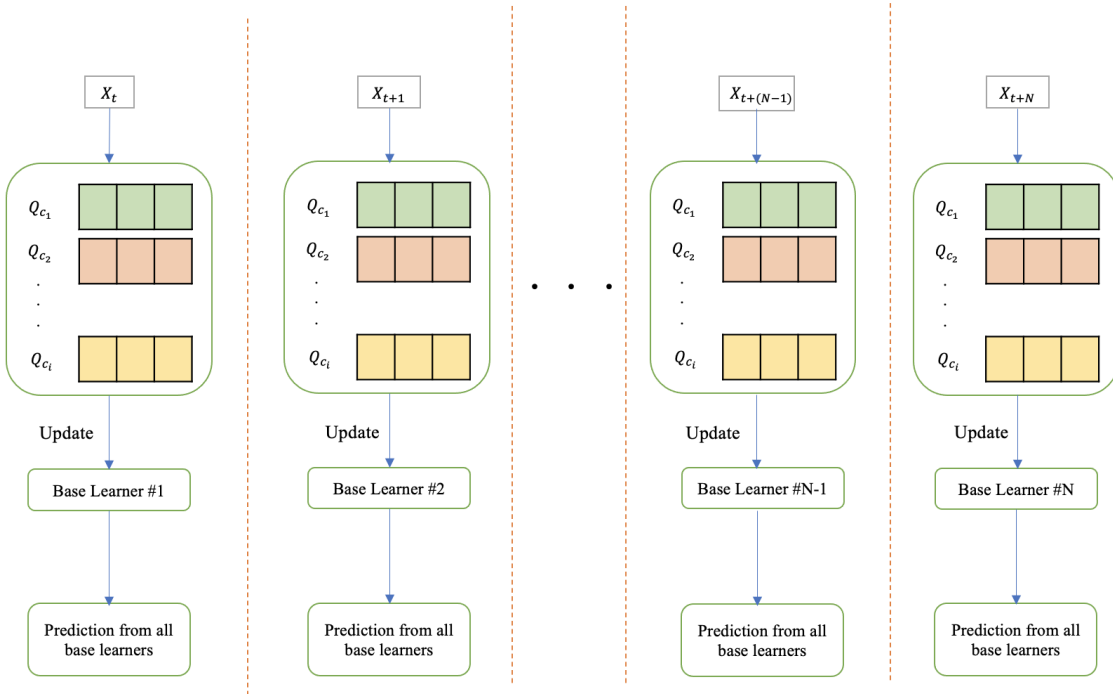 X_t
Q_{c_1}
Q_{c_2}
.
.
.
Q_{c_i}
Update
Base Learner #1
Prediction from all
base learners
X_{t+1}
Q_{c_1}
Q_{c_2}
.
.
.
Q_{c_i}
Update
Base Learner #2
Prediction from all
base learners
. . .
X_{t+(N-1)}
Q_{c_1}
Q_{c_2}
.
.
.
Q_{c_i}
Update
Base Learner #N-1
Prediction from all
base learners
X_{t+N}
Q_{c_1}
Q_{c_2}
.
.
.
Q_{c_i}
Update
Base Learner #N
Prediction from all
base learners